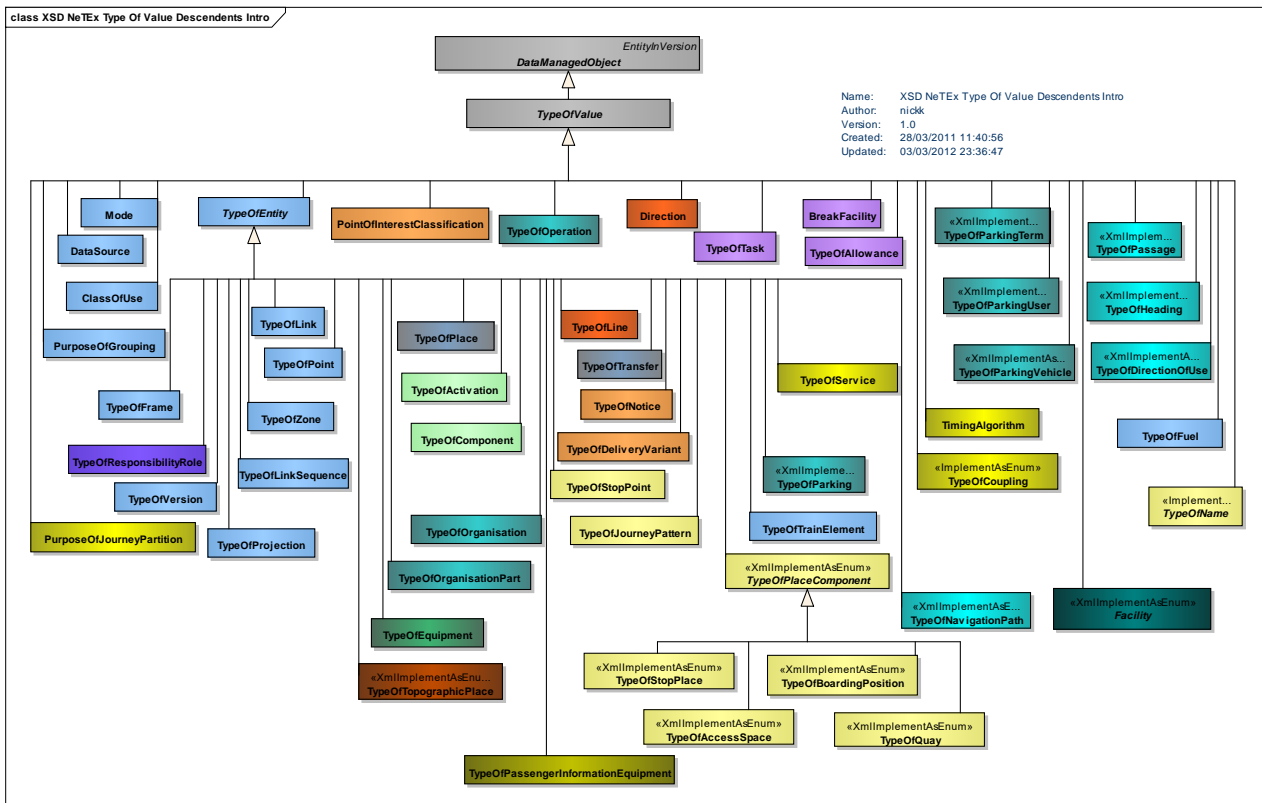 class XSD NeTEx Type Of Value Descendents Intro
EntityInVersion
DataManagedObject
TypeOfValue
Name: XSD NeTEx Type Of Value Descendents Intro
Author: nickk
Version: 1.0
Created: 28/03/2011 11:40:56
Updated: 03/03/2012 23:36:47
Mode
TypeOfEntity
PointOfInterestClassification
TypeOfOperation
Direction
BreakFacility
TypeOfTask
TypeOfAllowance
DataSource
ClassOfUse
PurposeOfGrouping
«XmlImplement...
TypeOfParkingTerm
«XmlImplem...
TypeOfPassage
«XmlImplement...
TypeOfParkingUser
«XmlImplement...
TypeOfHeading
«XmlImplementAs...
TypeOfParkingVehicle
«XmlImplementA...
TypeOfDirectionOfUse
TypeOfLink
TypeOfPoint
TypeOfPlace
TypeOfLine
TypeOfTransfer
TypeOfService
TypeOfActivation
TypeOfFrame
TypeOfZone
TypeOfNotice
TypeOfComponent
TypeOfDeliveryVariant
TimingAlgorithm
TypeOfFuel
TypeOfResponsibilityRole
TypeOfLinkSequence
TypeOfVersion
TypeOfStopPoint
«XmlImpleme...
TypeOfParking
«ImplementAsEnum»
TypeOfCoupling
«Implement...
TypeOfName
PurposeOfJourneyPartition
TypeOfProjection
TypeOfOrganisation
TypeOfJourneyPattern
TypeOfTrainElement
TypeOfOrganisationPart
«XmlImplementAsEnum»
TypeOfPlaceComponent
«XmlImplementAsE...
TypeOfNavigationPath
«XmlImplementAsEnum»
Facility
TypeOfEquipment
«XmlImplementAsEnu...
TypeOfTopographicPlace
«XmlImplementAsEnum»
TypeOfStopPlace
«XmlImplementAsEnum»
TypeOfBoardingPosition
«XmlImplementAsEnum»
TypeOfAccessSpace
«XmlImplementAsEnum»
TypeOfQuay
TypeOfPassengerInformationEquipment